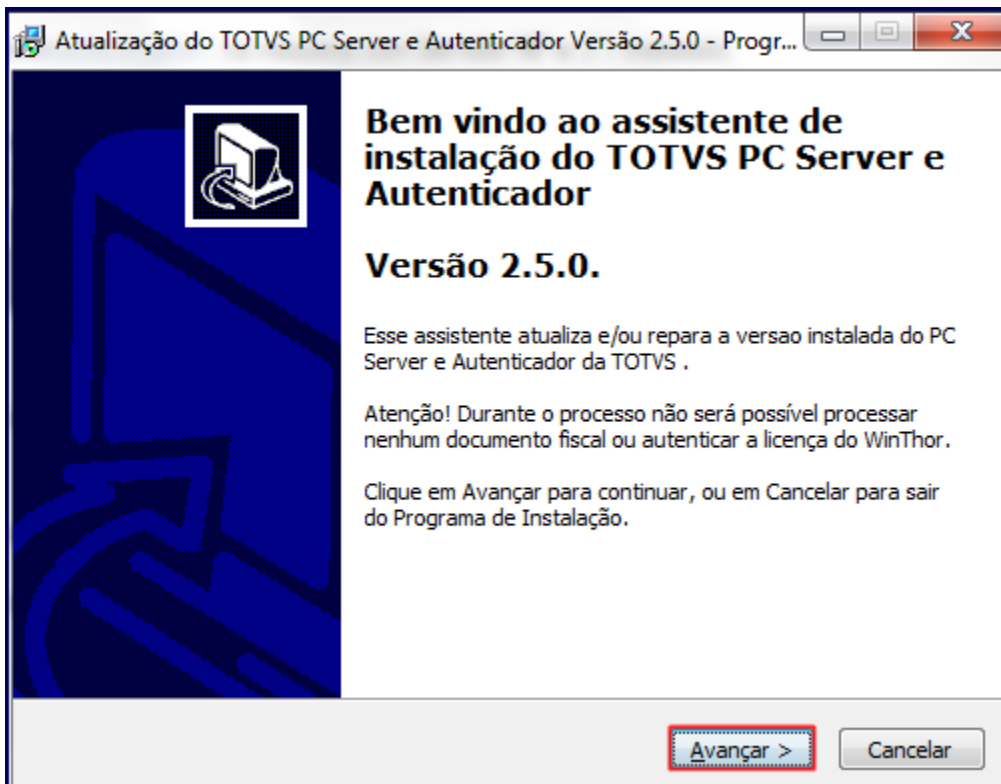 Atualização do TOTVS PC Server e Autenticador Versão 2.5.0 - Progr...
Bem vindo ao assistente de
instalação do TOTVS PC Server e
Autenticador
Versão 2.5.0.
Esse assistente atualiza e/ou repara a versao instalada do PC
Server e Autenticador da TOTVS .
Atenção! Durante o processo não será possível processar
nenhum documento fiscal ou autenticar a licença do WinThor.
Clique em Avançar para continuar, ou em Cancelar para sair
do Programa de Instalação.
Avançar >
Cancelar